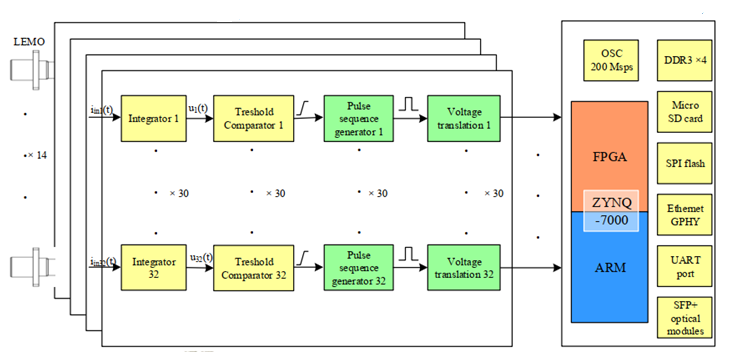 LEMO
× 14
i_in1(t)
Integrator 1
u_1(t)
Treshold
Comparator 1
Pulse
sequence
generator 1
Voltage
translation 1
× 30
× 30
× 30
× 30
i_in32(t)
Integrator
32
u_32(t)
Treshold
Comparator 32
Pulse
sequence
generator 32
Voltage
translation 32
OSC
200 Msps
FPGA
ZYNQ
-7000
ARM
DDR3 ×4
Micro
SD card
SPI flash
Ethernet
GPHY
UART
port
SFP+
optical
modules